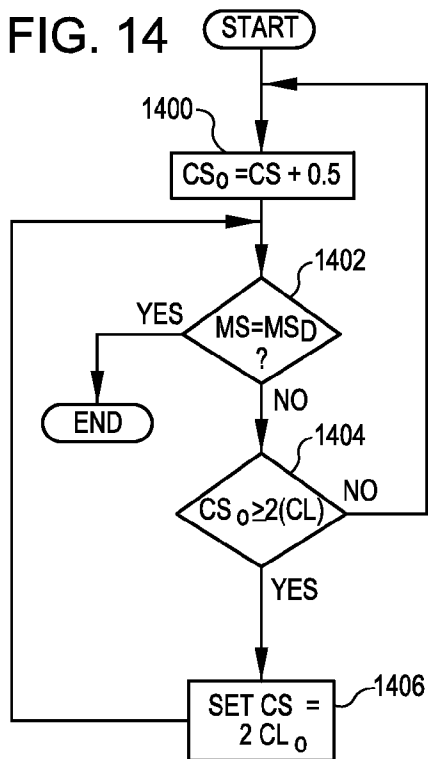 FIG. 14
START
1400
CS₀ = CS + 0.5
1402
YES
MS=MS_D
?
END
NO
1404
CS₀ ≥ 2(CL)
NO
YES
1406
SET CS =
2 CL₀